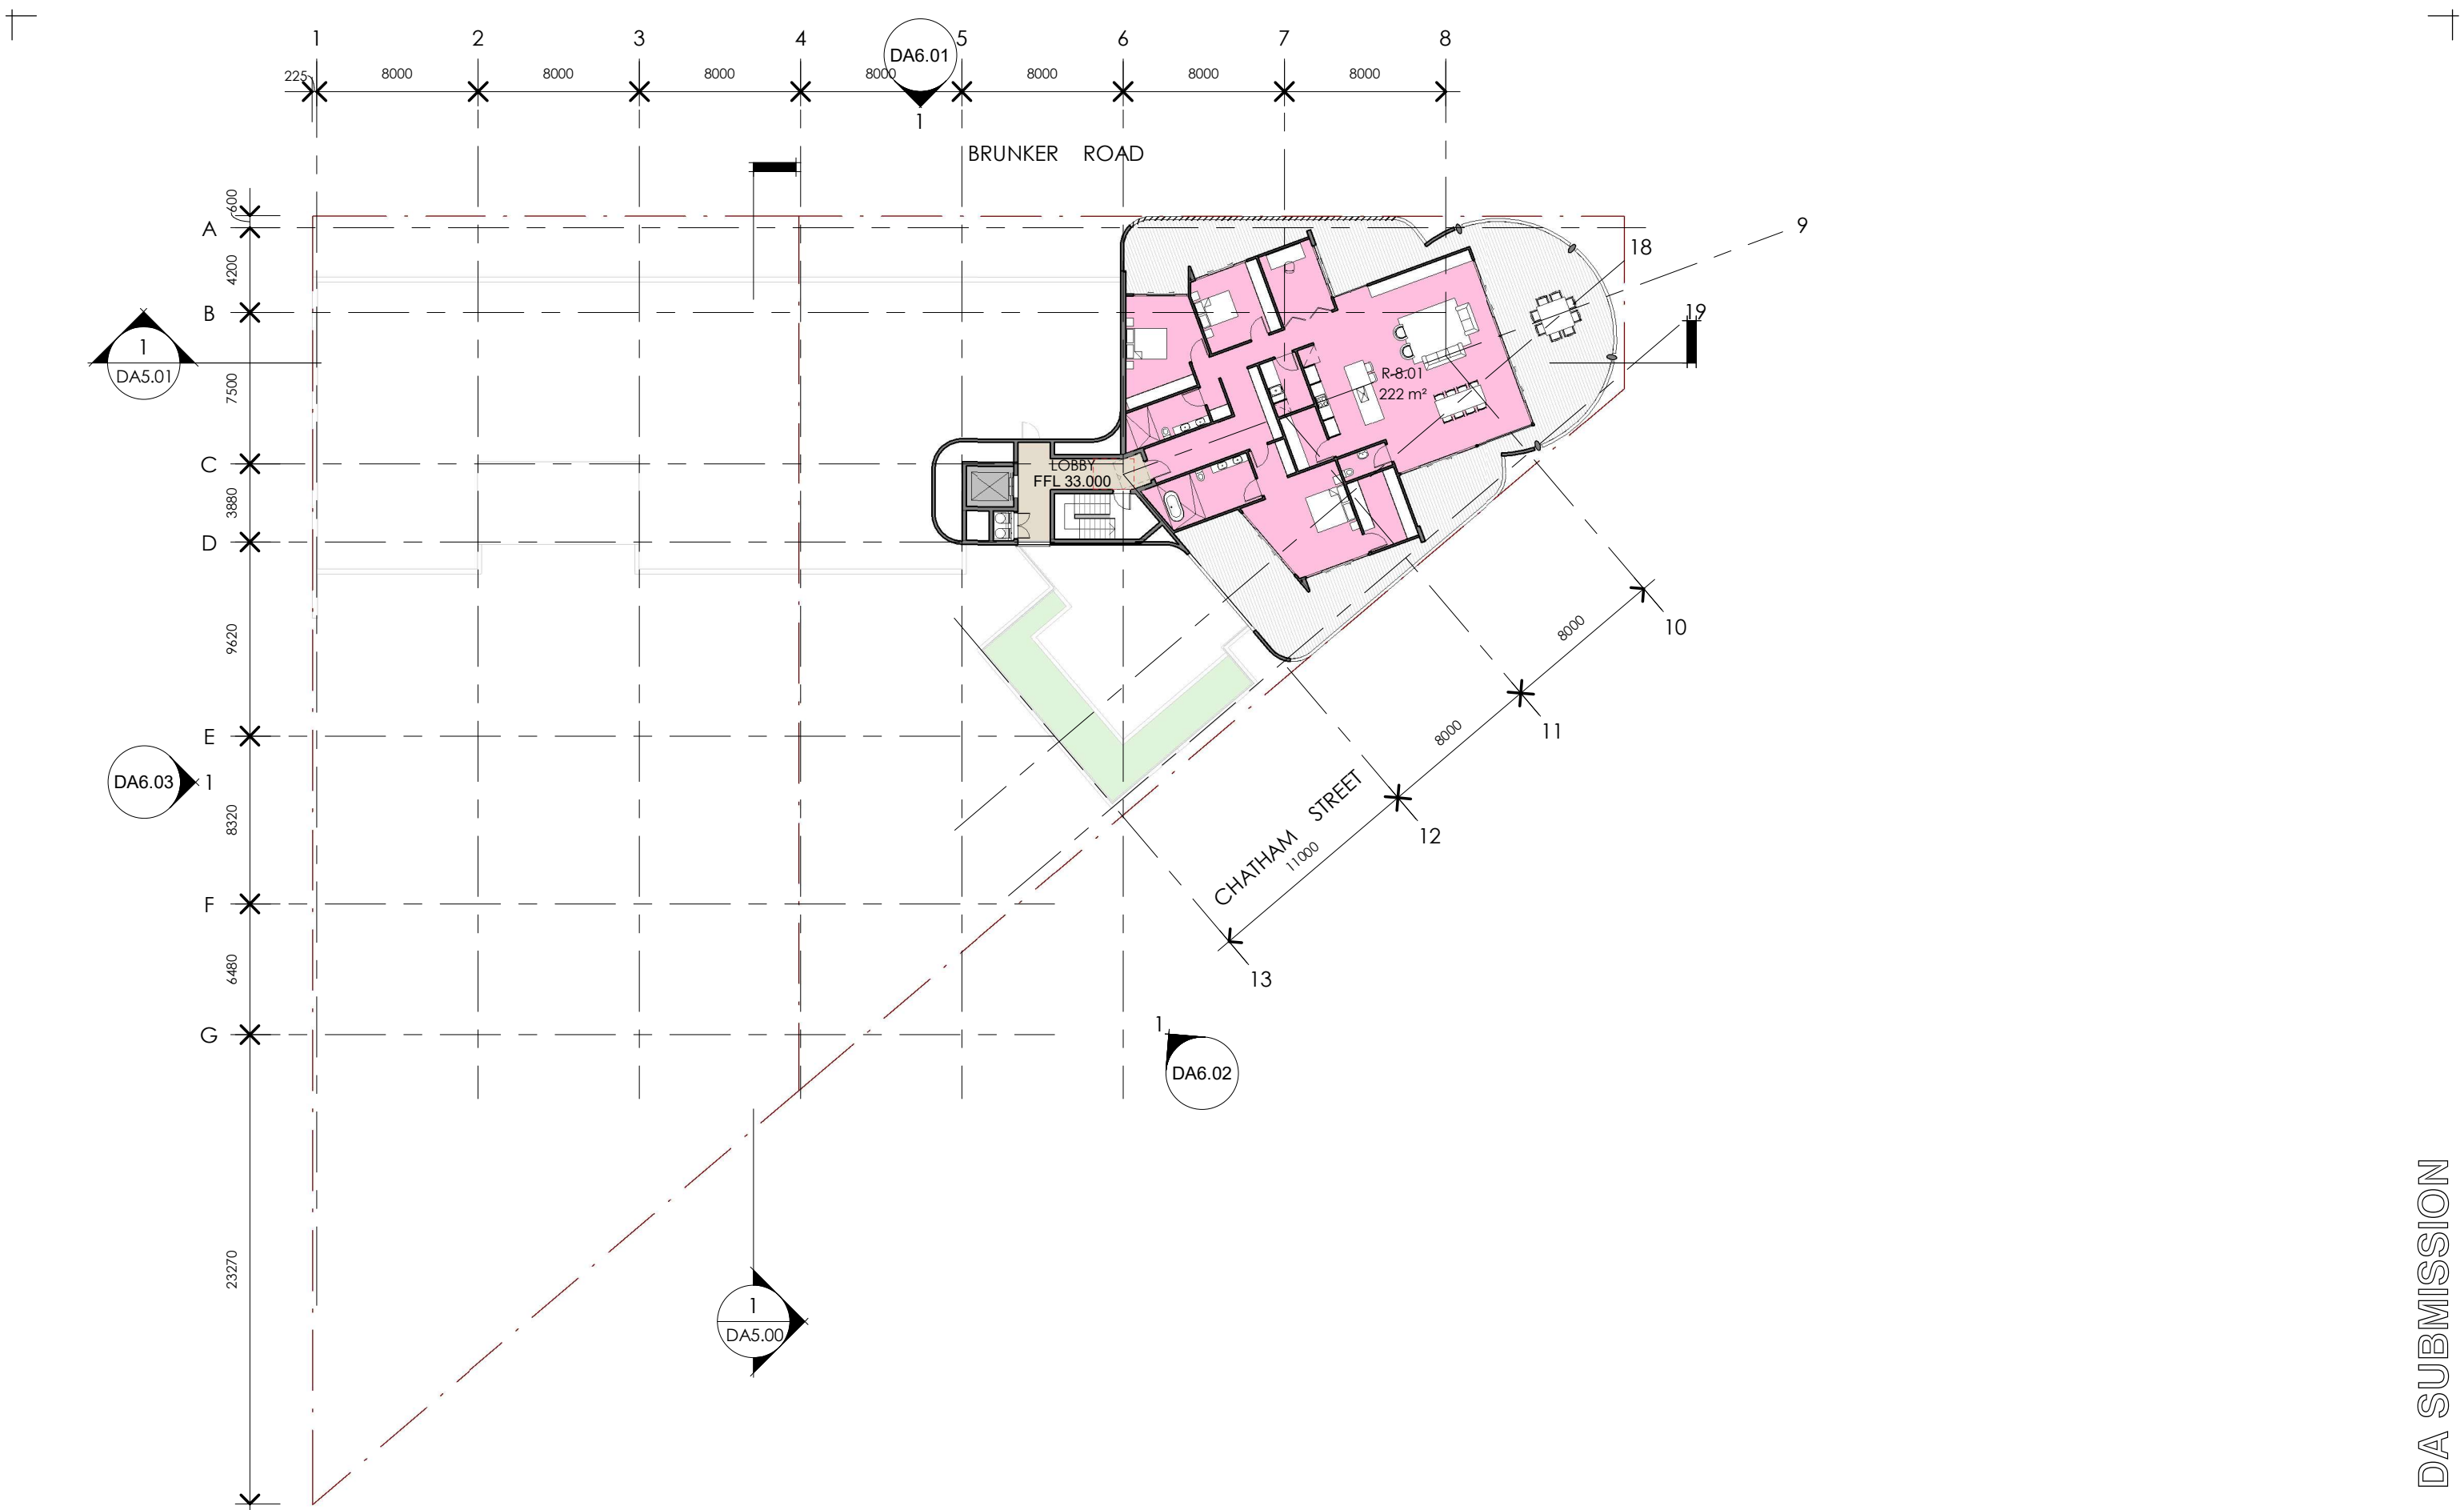 1 2 3 4 5 6 7 8
DA6.01
225 8000 8000 8000 8000 8000 8000 8000
1
BRUNKER ROAD
600
A
4200
B
7500
C
3880
D
9620
E
8320
F
6480
G
23270
1
DA5.01
DA6.03
1
9
18
19
R-8.01
222 m²
LOBBY
FFL 33.000
8000
10
8000
11
CHATHAM STREET
11000
12
13
1
DA6.02
1
DA5.00
DA SUBMISSION